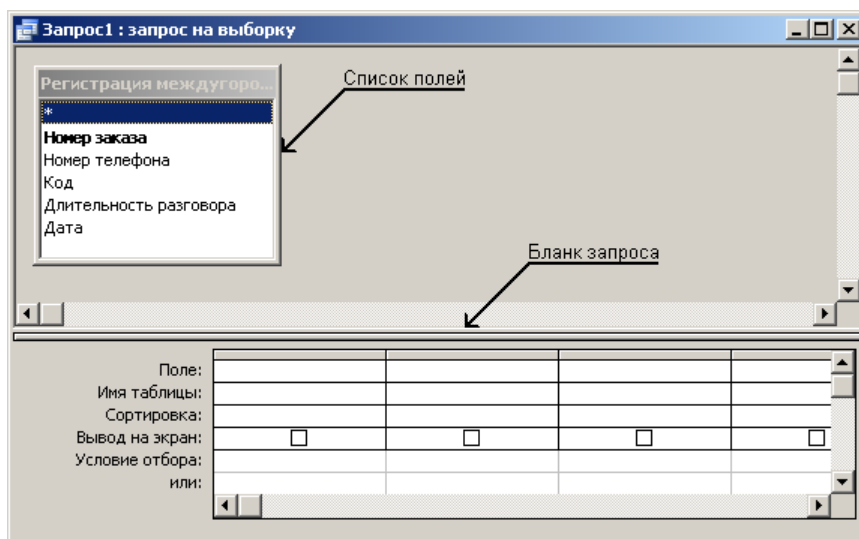 Запрос1 : запрос на выборку
Регистрация междугоро...
Список полей
*
Номер заказа
Номер телефона
Код
Длительность разговора
Дата
Бланк запроса
Поле:
Имя таблицы:
Сортировка:
Вывод на экран:
Условие отбора:
или: